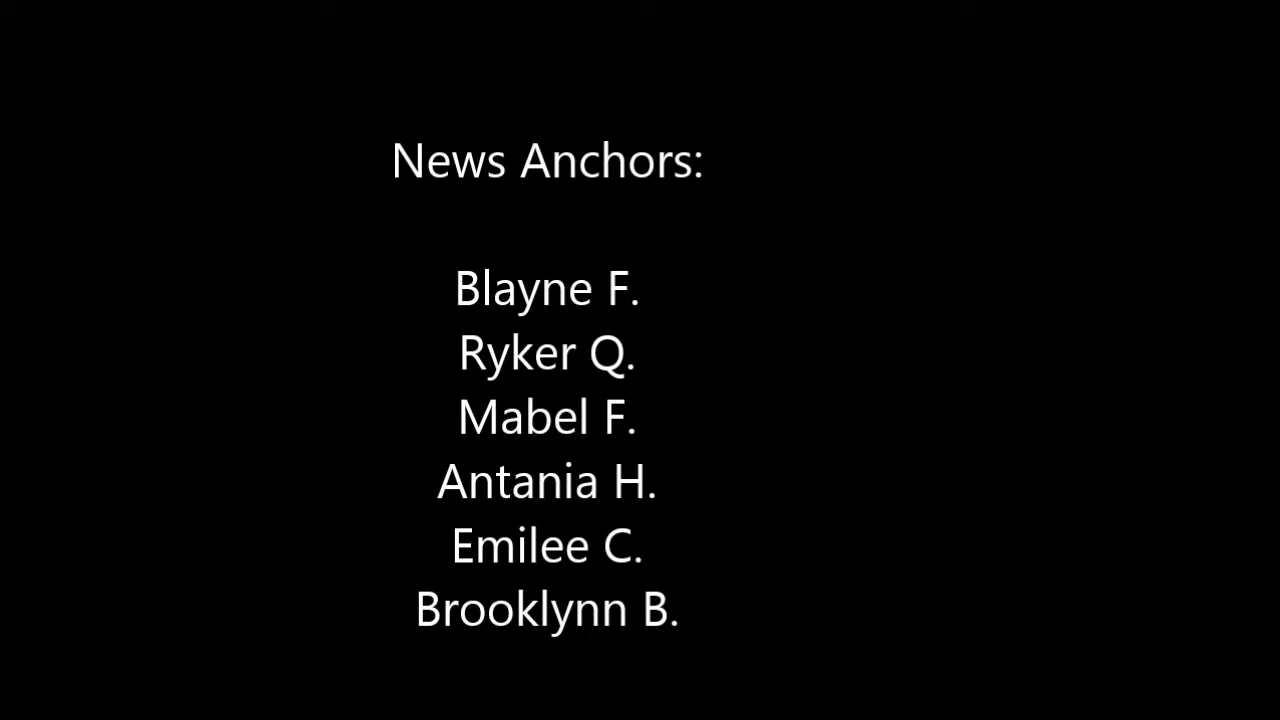 News Anchors:
Blayne F.
Ryker Q.
Mabel F.
Antania H.
Emilee C.
Brooklynn B.